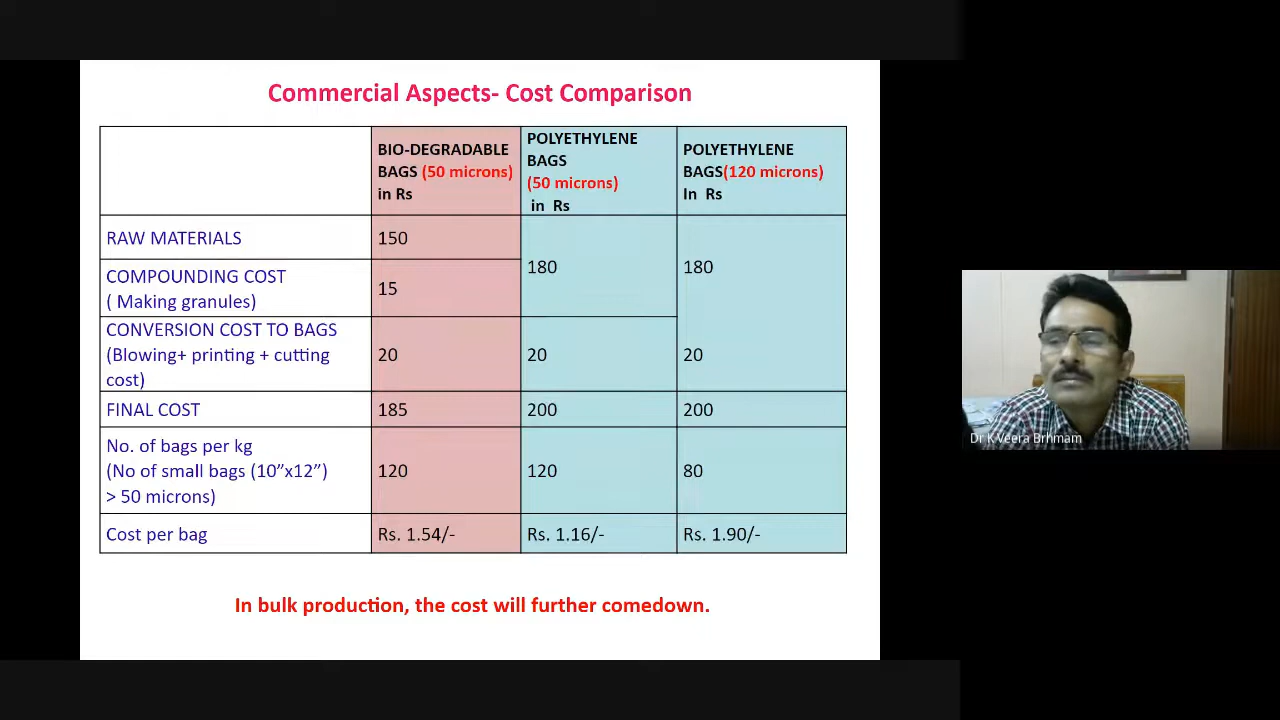 Commercial Aspects- Cost Comparison
BIO-DEGRADABLE
BAGS (50 microns)
in Rs
POLYETHYLENE
BAGS
(50 microns)
in Rs
POLYETHYLENE
BAGS(120 microns)
In Rs
RAW MATERIALS
150
180
180
COMPOUNDING COST
( Making granules)
15
CONVERSION COST TO BAGS
(Blowing+ printing + cutting
cost)
20
20
20
FINAL COST
185
200
200
No. of bags per kg
(No of small bags (10”x12”)
> 50 microns)
120
120
80
Cost per bag
Rs. 1.54/-
Rs. 1.16/-
Rs. 1.90/-
In bulk production, the cost will further comedown.
Dr K Veera Brhmam